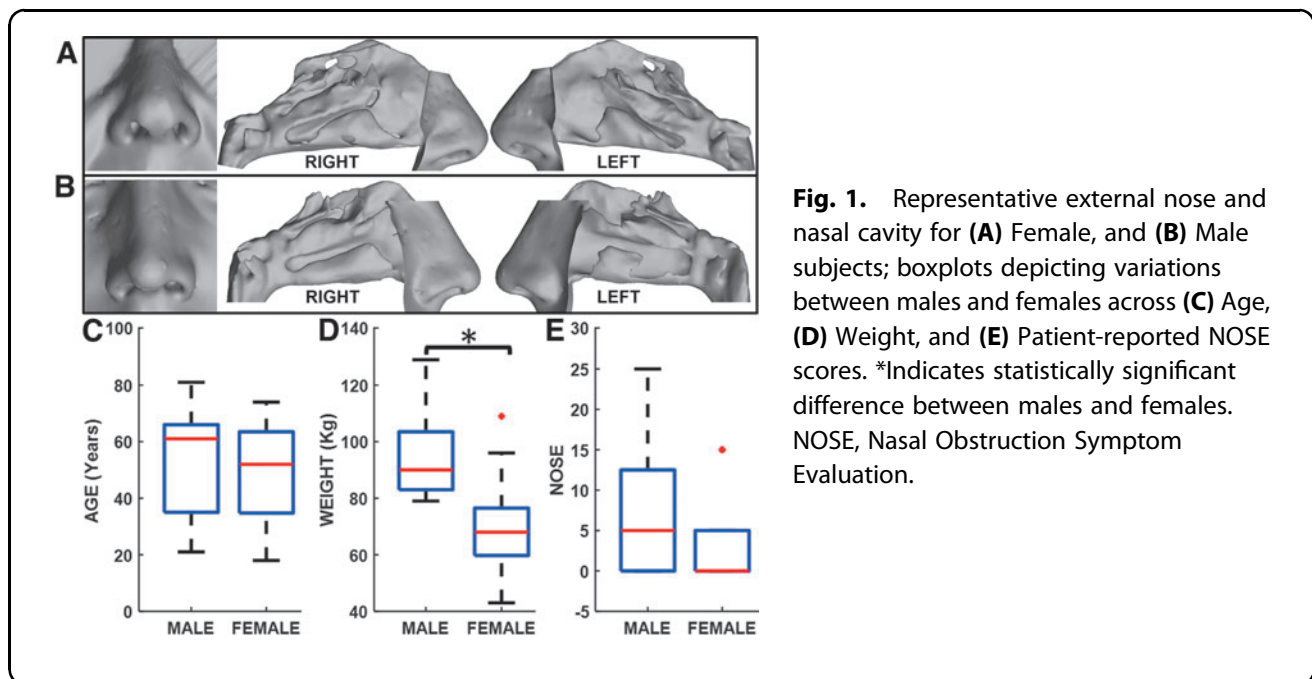 A
RIGHT
LEFT
B
RIGHT
LEFT
C
100
80
60
40
20
0
AGE (Years)
MALE
FEMALE
D
140
120
100
80
60
40
WEIGHT (Kg)
*
MALE
FEMALE
E
30
25
20
15
10
5
0
-5
NOSE
MALE
FEMALE
Fig. 1. Representative external nose and
nasal cavity for (A) Female, and (B) Male
subjects; boxplots depicting variations
between males and females across (C) Age,
(D) Weight, and (E) Patient-reported NOSE
scores. *Indicates statistically significant
difference between males and females.
NOSE, Nasal Obstruction Symptom
Evaluation.